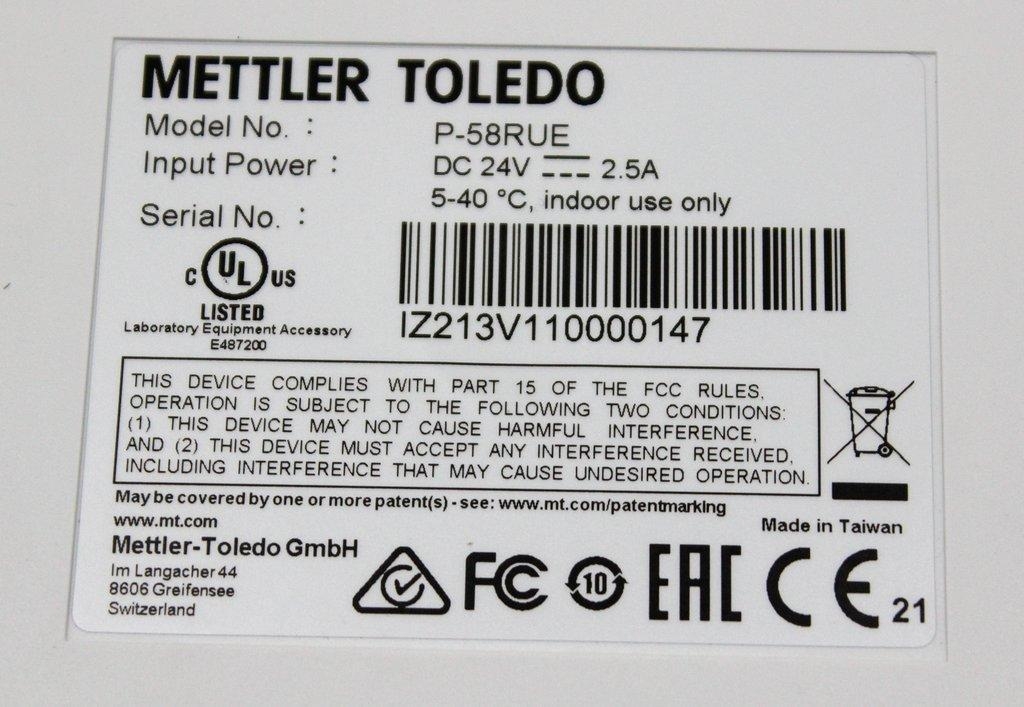 METTLER TOLEDO
Model No. : P-58RUE
Input Power : DC 24V 2.5A
5-40 °C, indoor use only
Serial No. :
C UL US
LISTED
Laboratory Equipment Accessory
E487200
IZ213V110000147
THIS DEVICE COMPLIES WITH PART 15 OF THE FCC RULES.
OPERATION IS SUBJECT TO THE FOLLOWING TWO CONDITIONS:
(1) THIS DEVICE MAY NOT CAUSE HARMFUL INTERFERENCE,
AND (2) THIS DEVICE MUST ACCEPT ANY INTERFERENCE RECEIVED,
INCLUDING INTERFERENCE THAT MAY CAUSE UNDESIRED OPERATION.
May be covered by one or more patent(s) - see: www.mt.com/patentmarking
www.mt.com
Made in Taiwan
Mettler-Toledo GmbH
Im Langacher 44
8606 Greifensee
Switzerland
FC 10 EAC CE 21